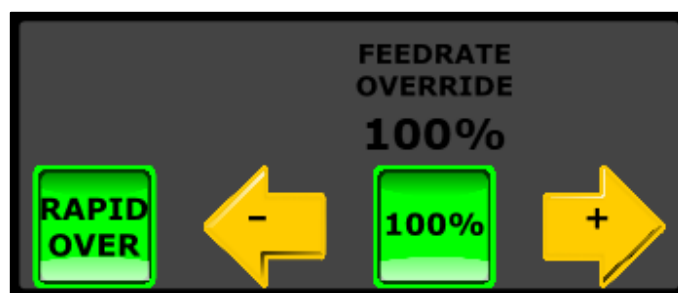 FEEDRATE
OVERRIDE
100%
RAPID
OVER
-
100%
+